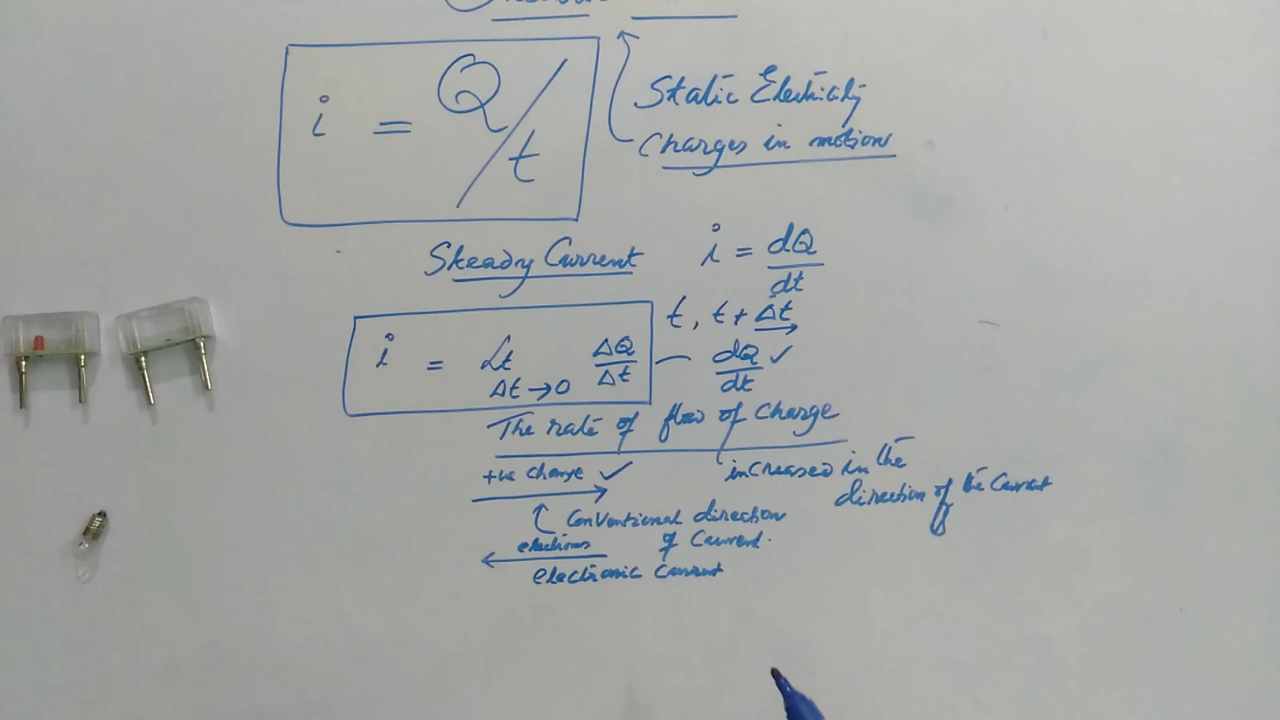 i = Q/t
Static Electricity
Charges in motion
Steady Current i = dQ/dt
t, t + Δt
i = Lt Δt→0 ΔQ/Δt — dQ/dt ✓
The rate of flow of charge
+ve charge ✓
increased in the
direction of the Current
Conventional direction
of Current.
electrons
electronic current